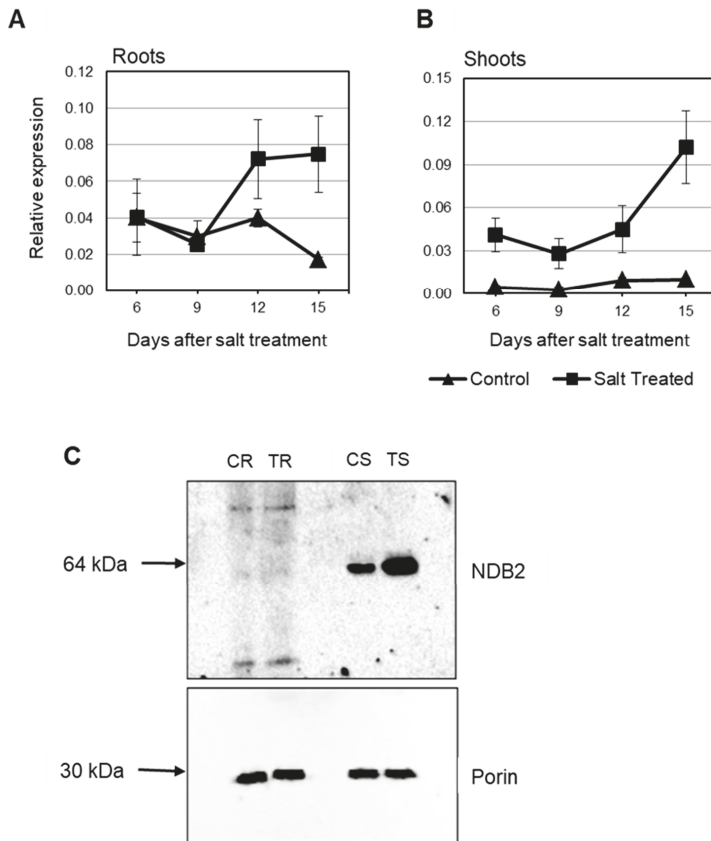 A
Roots
0.12
0.10
0.08
0.06
0.04
0.02
0.00
Relative expression
6 9 12 15
Days after salt treatment
B
Shoots
0.15
0.12
0.09
0.06
0.03
0.00
6 9 12 15
Days after salt treatment
Control Salt Treated
C
CR TR CS TS
64 kDa
NDB2
30 kDa
Porin